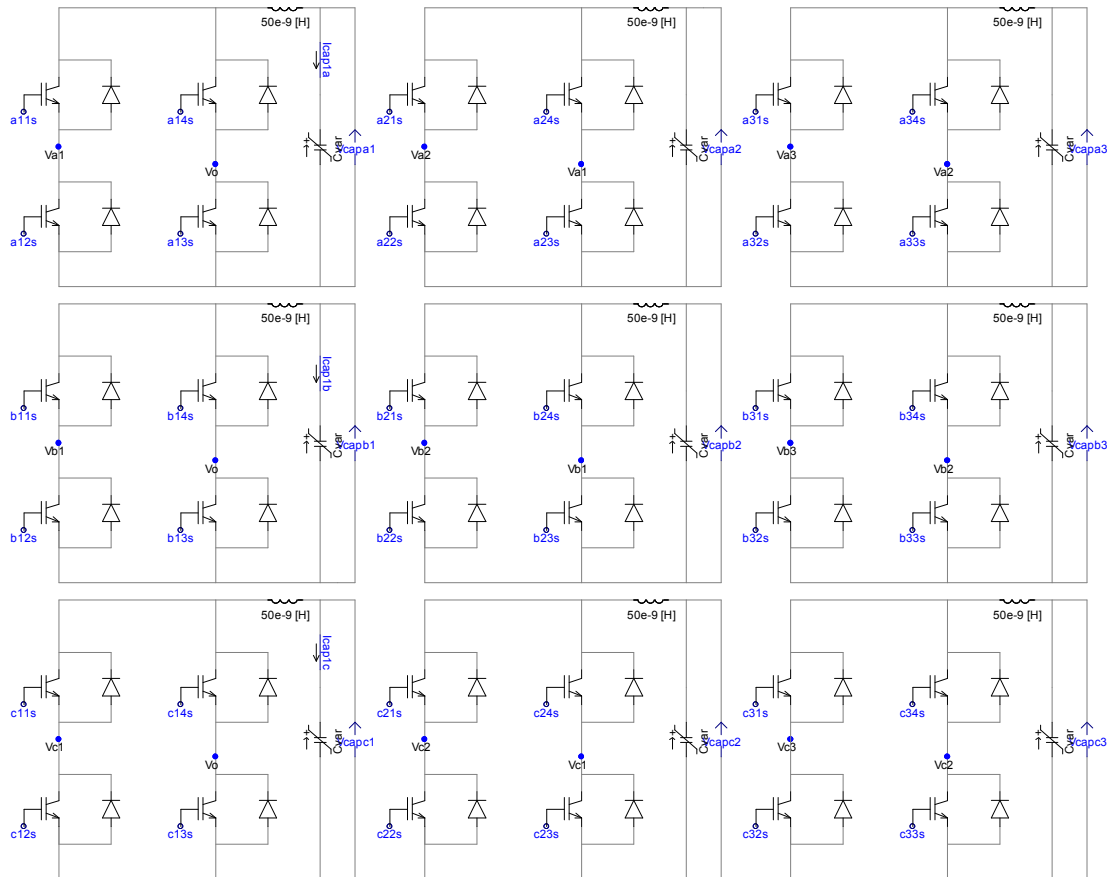 50e-9 [H]
50e-9 [H]
50e-9 [H]
Icap1a
a11s
a14s
a21s
a24s
a31s
a34s
+
Cvar
Vcapa1
+
Cvar
Vcapa2
+
Cvar
Vcapa3
Va1
Vo
Va2
Va1
Va3
Va2
a12s
a13s
a22s
a23s
a32s
a33s
50e-9 [H]
50e-9 [H]
50e-9 [H]
Icap1b
b11s
b14s
b21s
b24s
b31s
b34s
+
Cvar
Vcapb1
+
Cvar
Vcapb2
+
Cvar
Vcapb3
Vb1
Vo
Vb2
Vb1
Vb3
Vb2
b12s
b13s
b22s
b23s
b32s
b33s
50e-9 [H]
50e-9 [H]
50e-9 [H]
Icap1c
c11s
c14s
c21s
c24s
c31s
c34s
+
Cvar
Vcapc1
+
Cvar
Vcapc2
+
Cvar
Vcapc3
Vc1
Vo
Vc2
Vc1
Vc3
Vc2
c12s
c13s
c22s
c23s
c32s
c33s